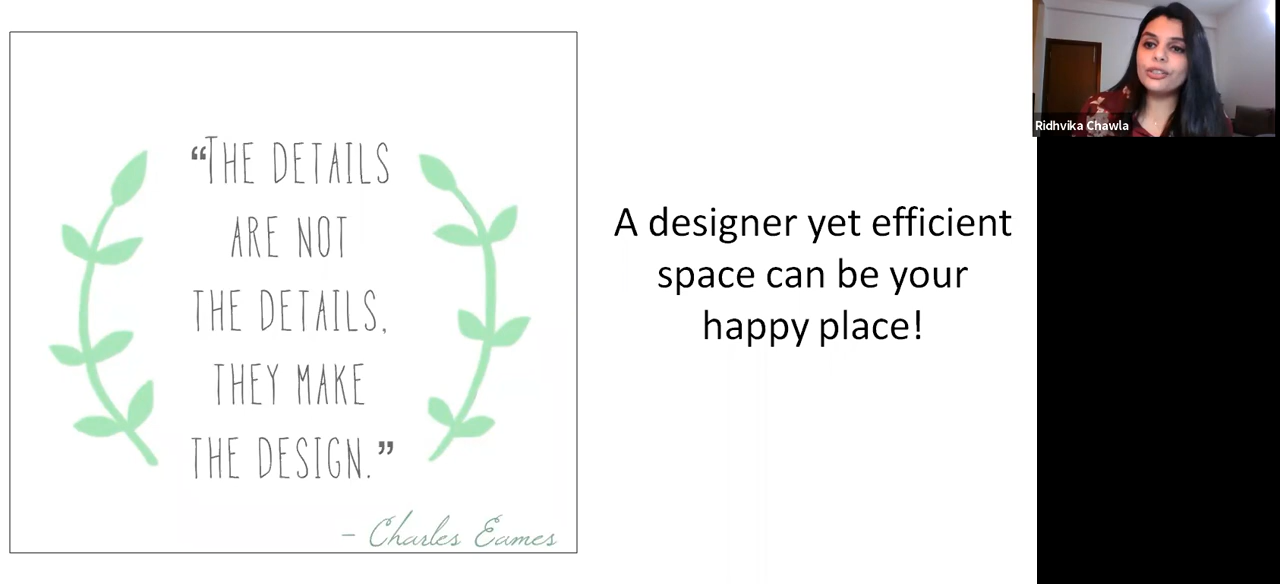 “THE DETAILS
ARE NOT
THE DETAILS,
THEY MAKE
THE DESIGN.”
– Charles Eames
A designer yet efficient
space can be your
happy place!
Ridhvika Chawla